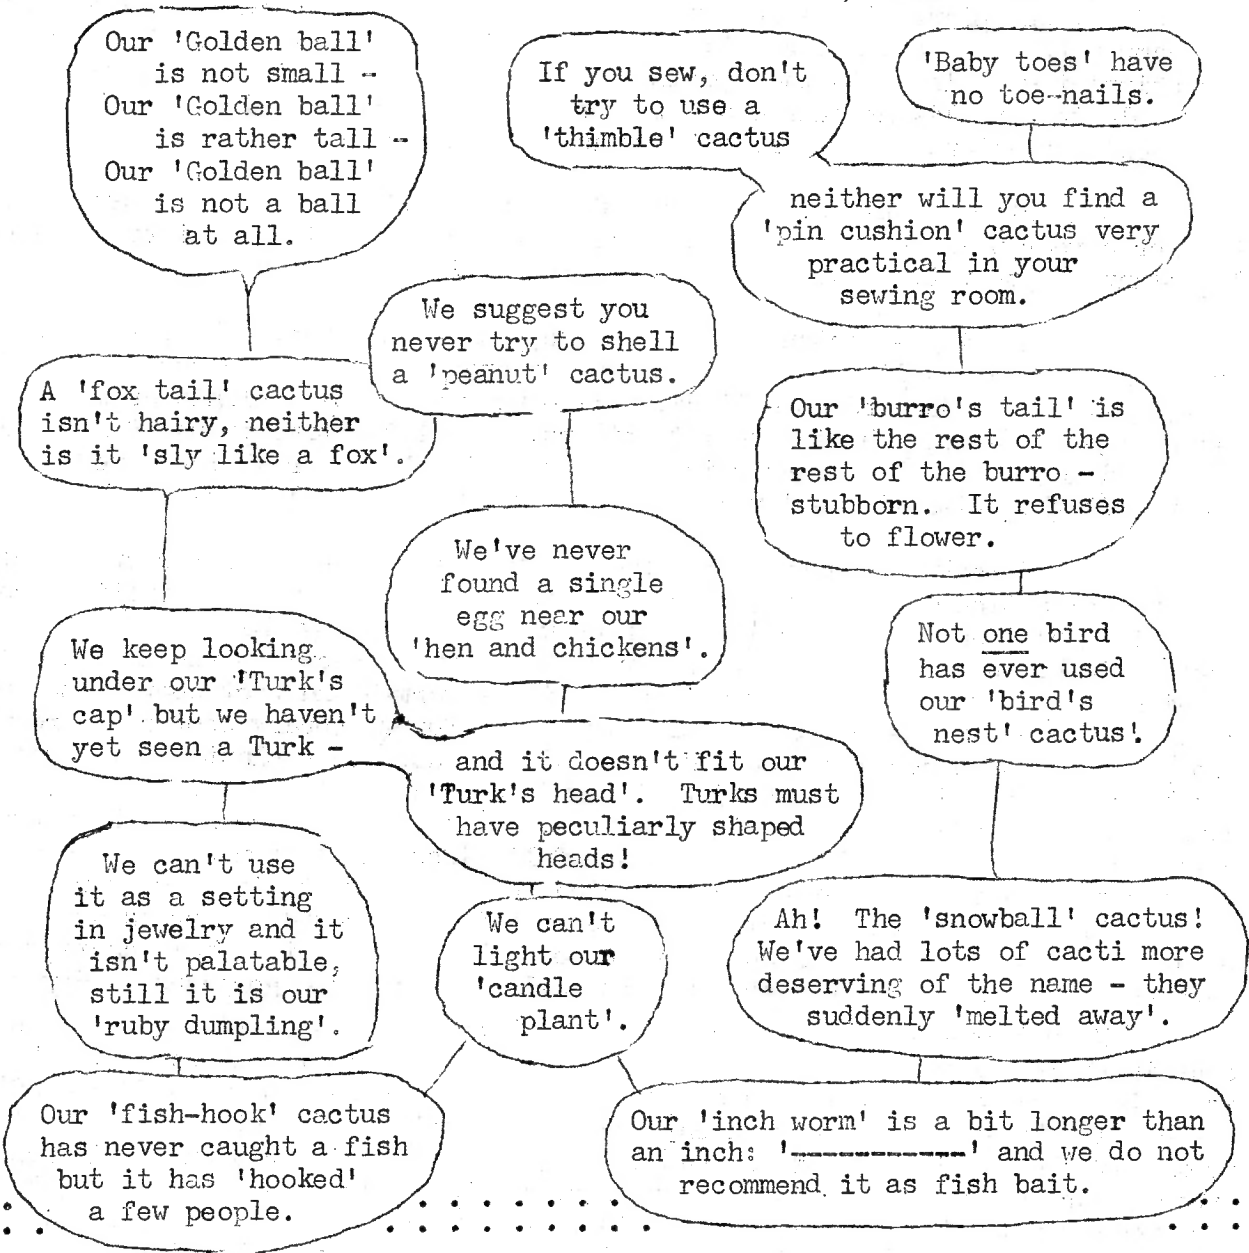 Our 'Golden ball'
is not small -
Our 'Golden ball'
is rather tall -
Our 'Golden ball'
is not a ball
at all.
If you sew, don't
try to use a
'thimble' cactus
'Baby toes' have
no toe-nails.
neither will you find a
'pin cushion' cactus very
practical in your
sewing room.
We suggest you
never try to shell
a 'peanut' cactus.
A 'fox tail' cactus
isn't hairy, neither
is it 'sly like a fox'.
Our 'burro's tail' is
like the rest of the
rest of the burro -
stubborn. It refuses
to flower.
We've never
found a single
egg near our
'hen and chickens'.
Not one bird
has ever used
our 'bird's
nest' cactus!
We keep looking
under our 'Turk's
cap' but we haven't
yet seen a Turk -
and it doesn't fit our
'Turk's head'. Turks must
have peculiarly shaped
heads!
We can't use
it as a setting
in jewelry and it
isn't palatable,
still it is our
'ruby dumpling'.
We can't
light our
'candle
plant'.
Ah! The 'snowball' cactus!
We've had lots of cacti more
deserving of the name - they
suddenly 'melted away'.
Our 'fish-hook' cactus
has never caught a fish
but it has 'hooked'
a few people.
Our 'inch worm' is a bit longer than
an inch: '------------' and we do not
recommend it as fish bait.